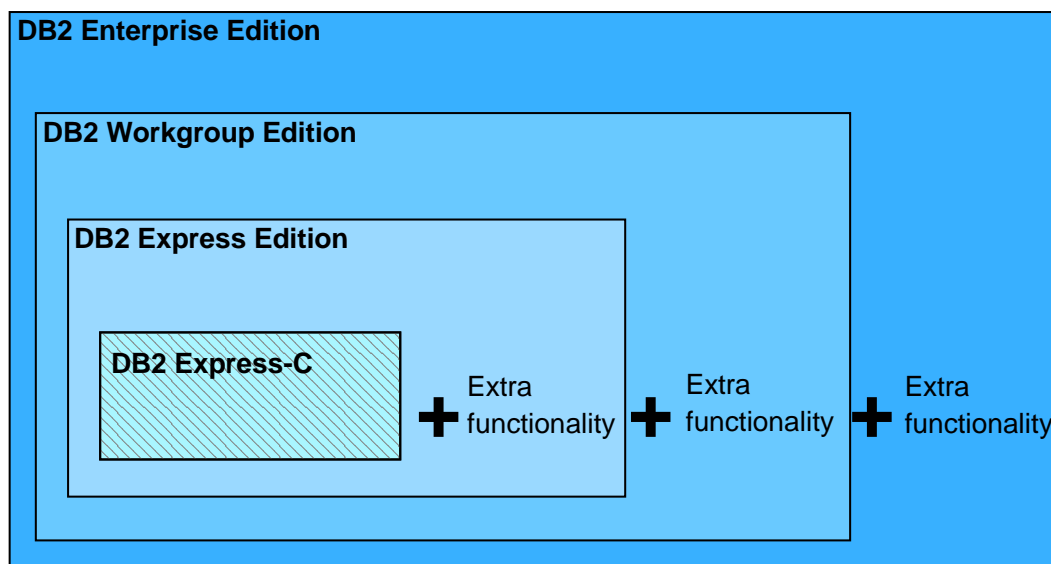 DB2 Enterprise Edition
DB2 Workgroup Edition
DB2 Express Edition
DB2 Express-C
Extra
functionality
Extra
functionality
Extra
functionality